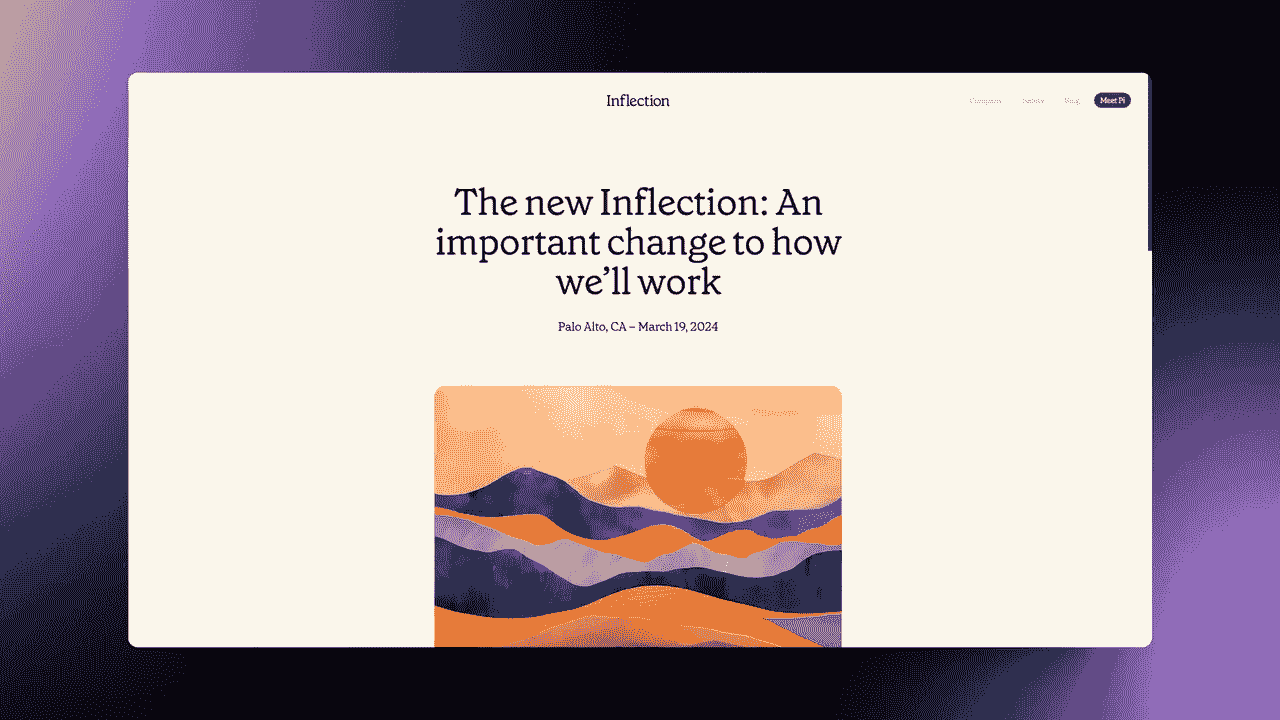 Inflection
Meet Pi
The new Inflection: An
important change to how
we’ll work
Palo Alto, CA – March 19, 2024